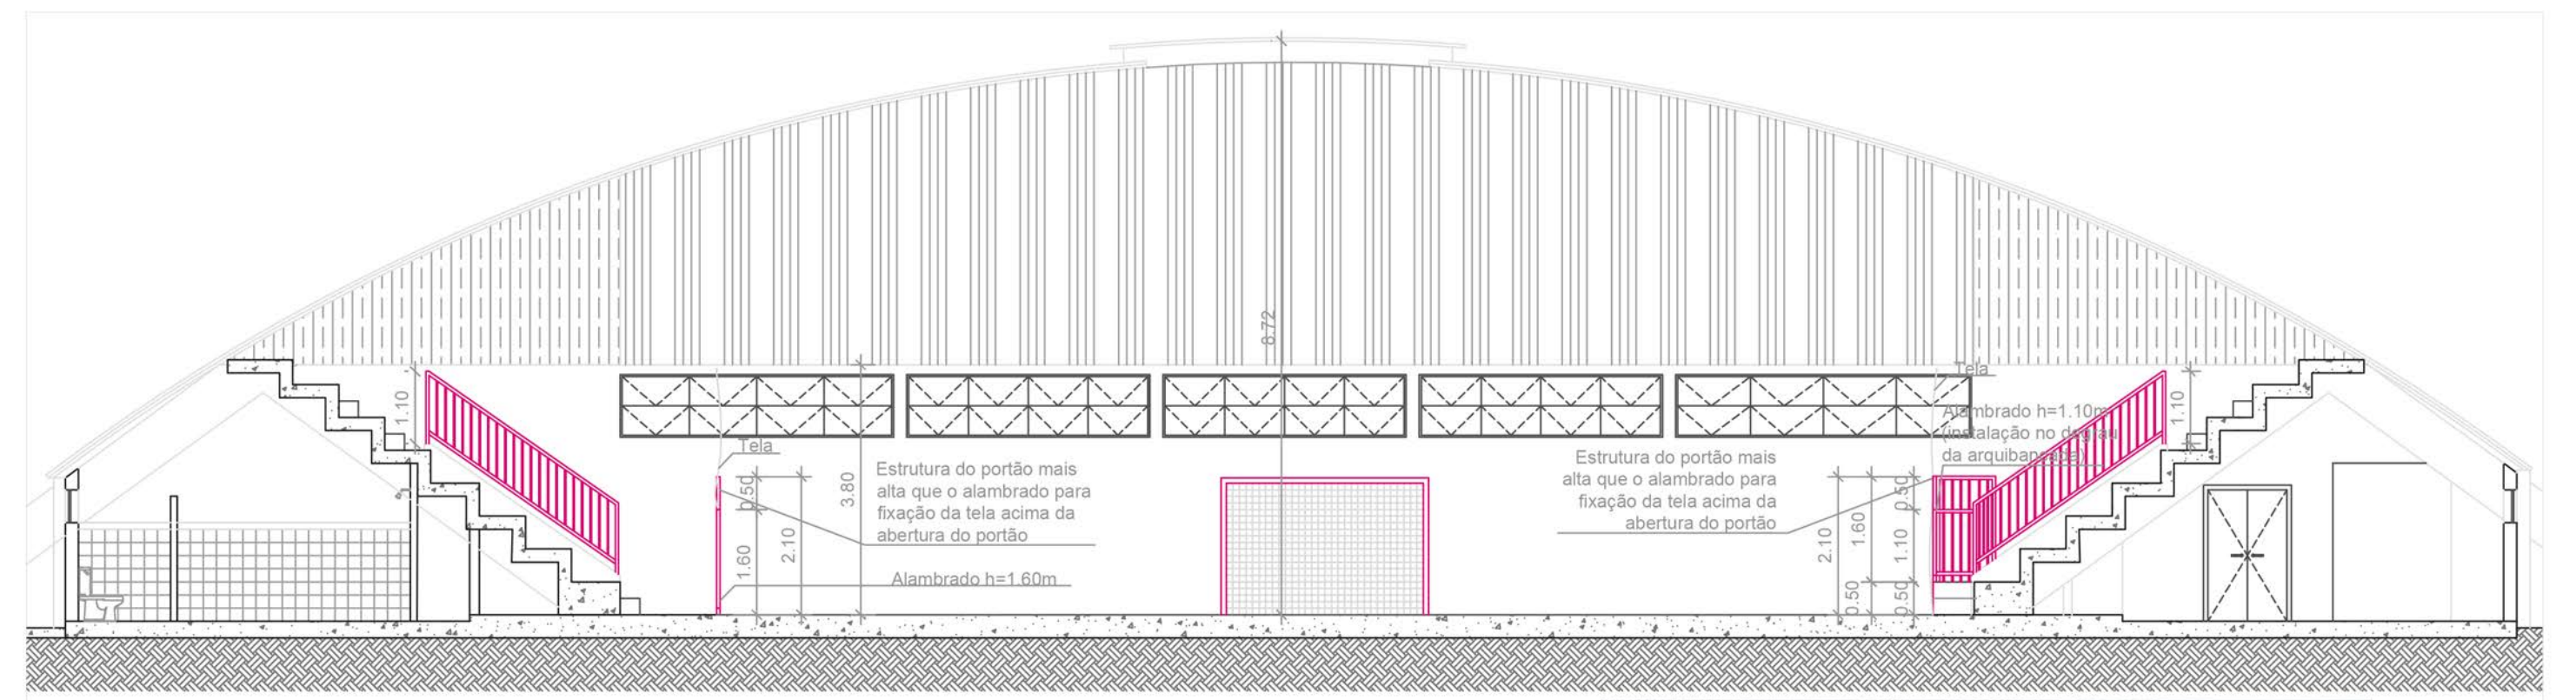 8.72
1.10
Tela
Estrutura do portão mais
alta que o alambrado para
fixação da tela acima da
abertura do portão
Alambrado h=1.60m
0.50
1.60
2.10
3.80
Estrutura do portão mais
alta que o alambrado para
fixação da tela acima da
abertura do portão
2.10
1.60
0.50
0.50
1.10
0.50
Tela
Alambrado h=1.10m
(instalação no degrau
da arquibancada)
1.10